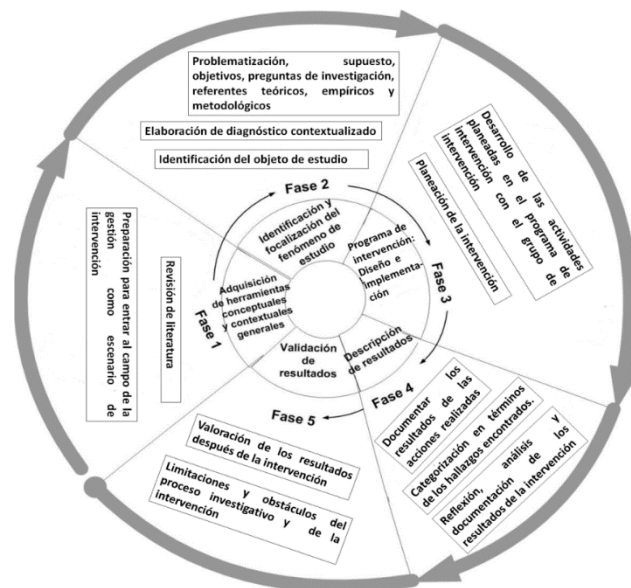 Problematización, supuesto,
objetivos, preguntas de investigación,
referentes teóricos, empíricos y
metodológicos
Elaboración de diagnóstico contextualizado
Identificación del objeto de estudio
Fase 2
Identificación y
focalización del
fenómeno de
estudio
Desarrollo de las actividades
planeadas en el programa de
intervención con el grupo de
intervención
Planeación de la intervención
Programa de
intervención:
Diseño e
implementa-
ción
Fase 3
Preparación para entrar al campo de la
gestión como escenario de
intervención
Revisión de literatura
Fase 1
Adquisición
de herramientas
conceptuales
y contextuales
generales
Validación
de resultados
Descripción
de resultados
Fase 4
Documentar los
resultados de las
acciones realizadas
Categorización en términos
de los hallazgos encontrados.
Reflexión, análisis y
documentación de los
resultados de la intervención
Fase 5
Valoración de los resultados
después de la intervención
Limitaciones y obstáculos del
proceso investigativo y de la
intervención